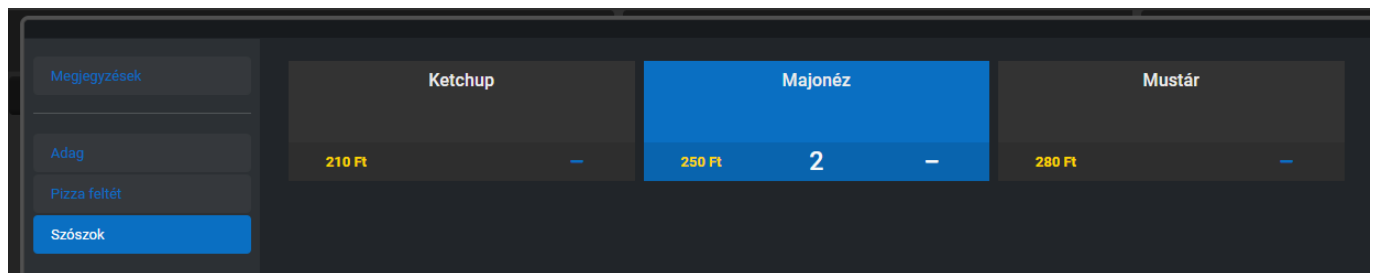 Megjegyzések
Adag
Pizza feltét
Szószok
Ketchup
210 Ft
–
Majonéz
250 Ft
2
–
Mustár
280 Ft
–